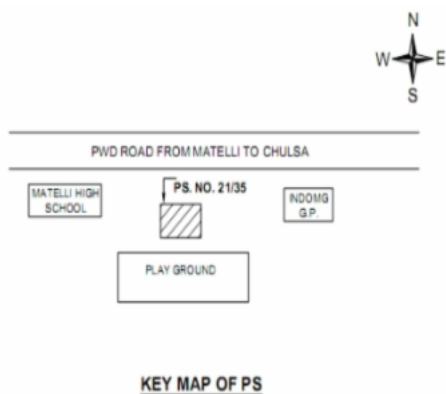 N
W E
S
PWD ROAD FROM MATELLI TO CHULSA
PS. NO. 21/35
MATELLI HIGH
SCHOOL
INDOMG
G.P.
PLAY GROUND
KEY MAP OF PS